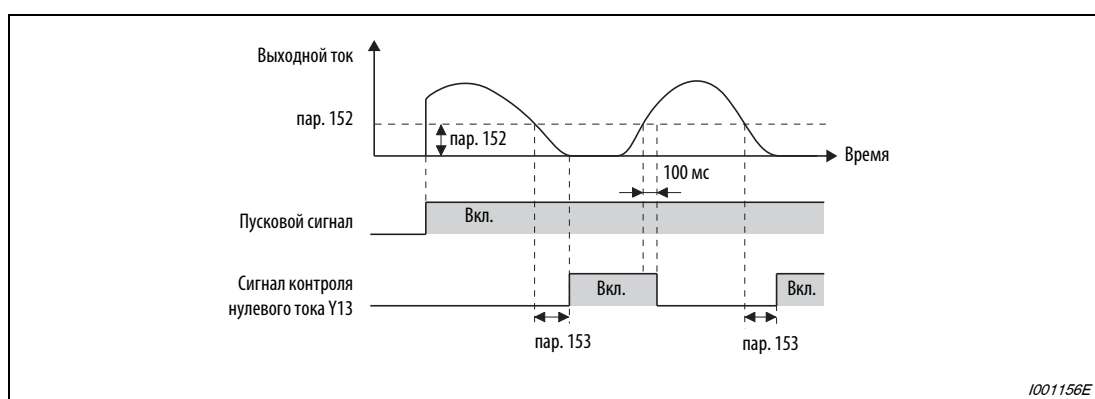 Выходной ток
пар. 152
пар. 152
Время
100 мс
Пусковой сигнал
Вкл.
Сигнал контроля
нулевого тока Y13
Вкл.
Вкл.
пар. 153
пар. 153
I001156E